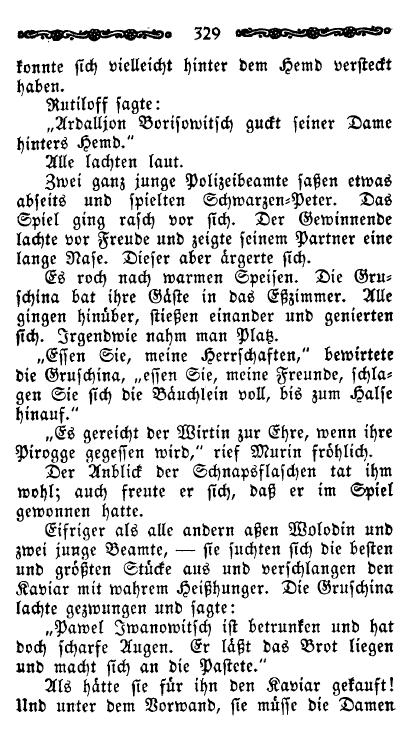 329
konnte sich vielleicht hinter dem Hemd versteckt
haben.
Rutiloff sagte:
„Ardalljon Borisowitsch guckt seiner Dame
hinters Hemd.“
Alle lachten laut.
Zwei ganz junge Polizeibeamte saßen etwas
abseits und spielten Schwarzen-Peter. Das
Spiel ging rasch vor sich. Der Gewinnende
lachte vor Freude und zeigte seinem Partner eine
lange Nase. Dieser aber ärgerte sich.
Es roch nach warmen Speisen. Die Gru-
schina bat ihre Gäste in das Eßzimmer. Alle
gingen hinüber, stießen einander und genierten
sich. Irgendwie nahm man Platz.
„Essen Sie, meine Herrschaften,“ bewirtete
die Gruschina, „essen Sie, meine Freunde, schla-
gen Sie sich die Bäuchlein voll, bis zum Halse
hinauf.“
„Es gereicht der Wirtin zur Ehre, wenn ihre
Pirogge gegessen wird,“ rief Murin fröhlich.
Der Anblick der Schnapsflaschen tat ihm
wohl; auch freute er sich, daß er im Spiel
gewonnen hatte.
Eifriger als alle andern aßen Wolodin und
zwei junge Beamte, — sie suchten sich die besten
und größten Stücke aus und verschlangen den
Kaviar mit wahrem Heißhunger. Die Gruschina
lachte gezwungen und sagte:
„Pawel Iwanowitsch ist betrunken und hat
doch scharfe Augen. Er läßt das Brot liegen
und macht sich an die Pastete.“
Als hätte sie für ihn den Kaviar gekauft!
Und unter dem Vorwand, sie müsse die Damen